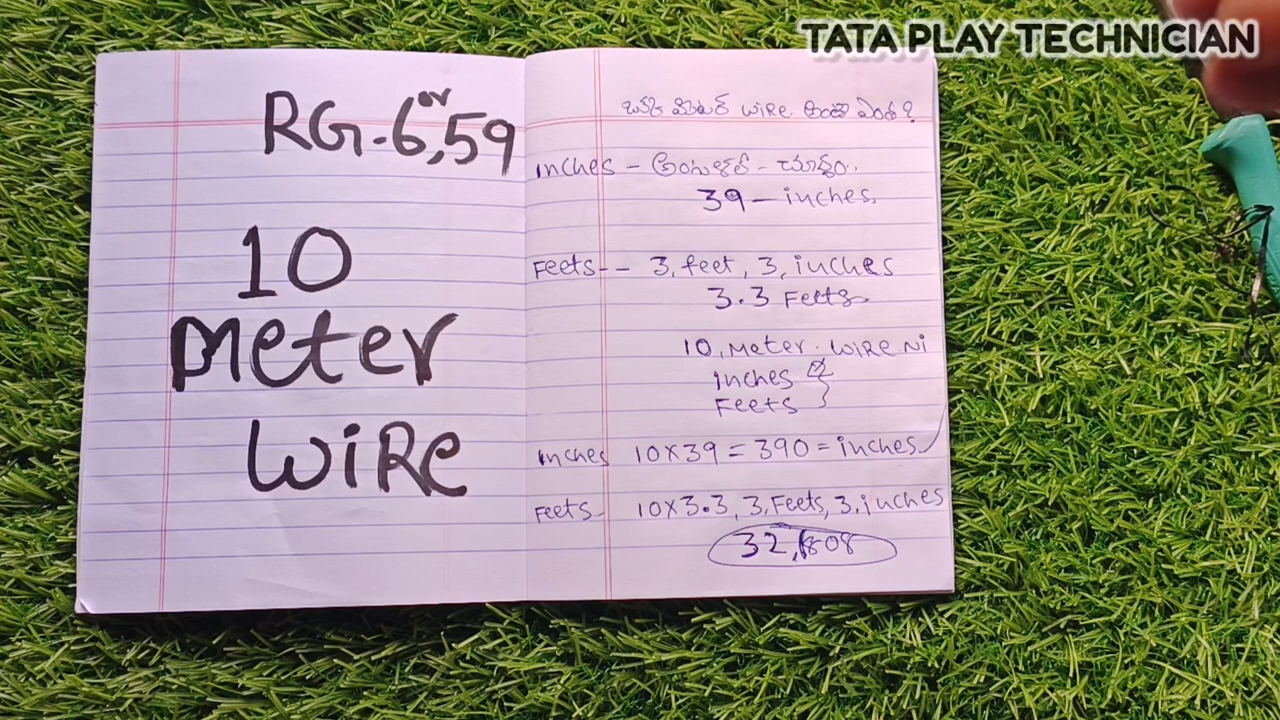 TATA PLAY TECHNICIAN
RG-6, or 59
10
Meter
WiRe
ఒక మీటర్ WiRe అంటే ఎంత?
inches -
39 - inches.
Feets -- 3, feet, 3, inches
3.3 Feets.
10, Meter. WiRe Ni
inches &
Feets
inches 10X39 = 390 = inches
Feets 10X3.3, 3, Feets, 3, inches
32,808